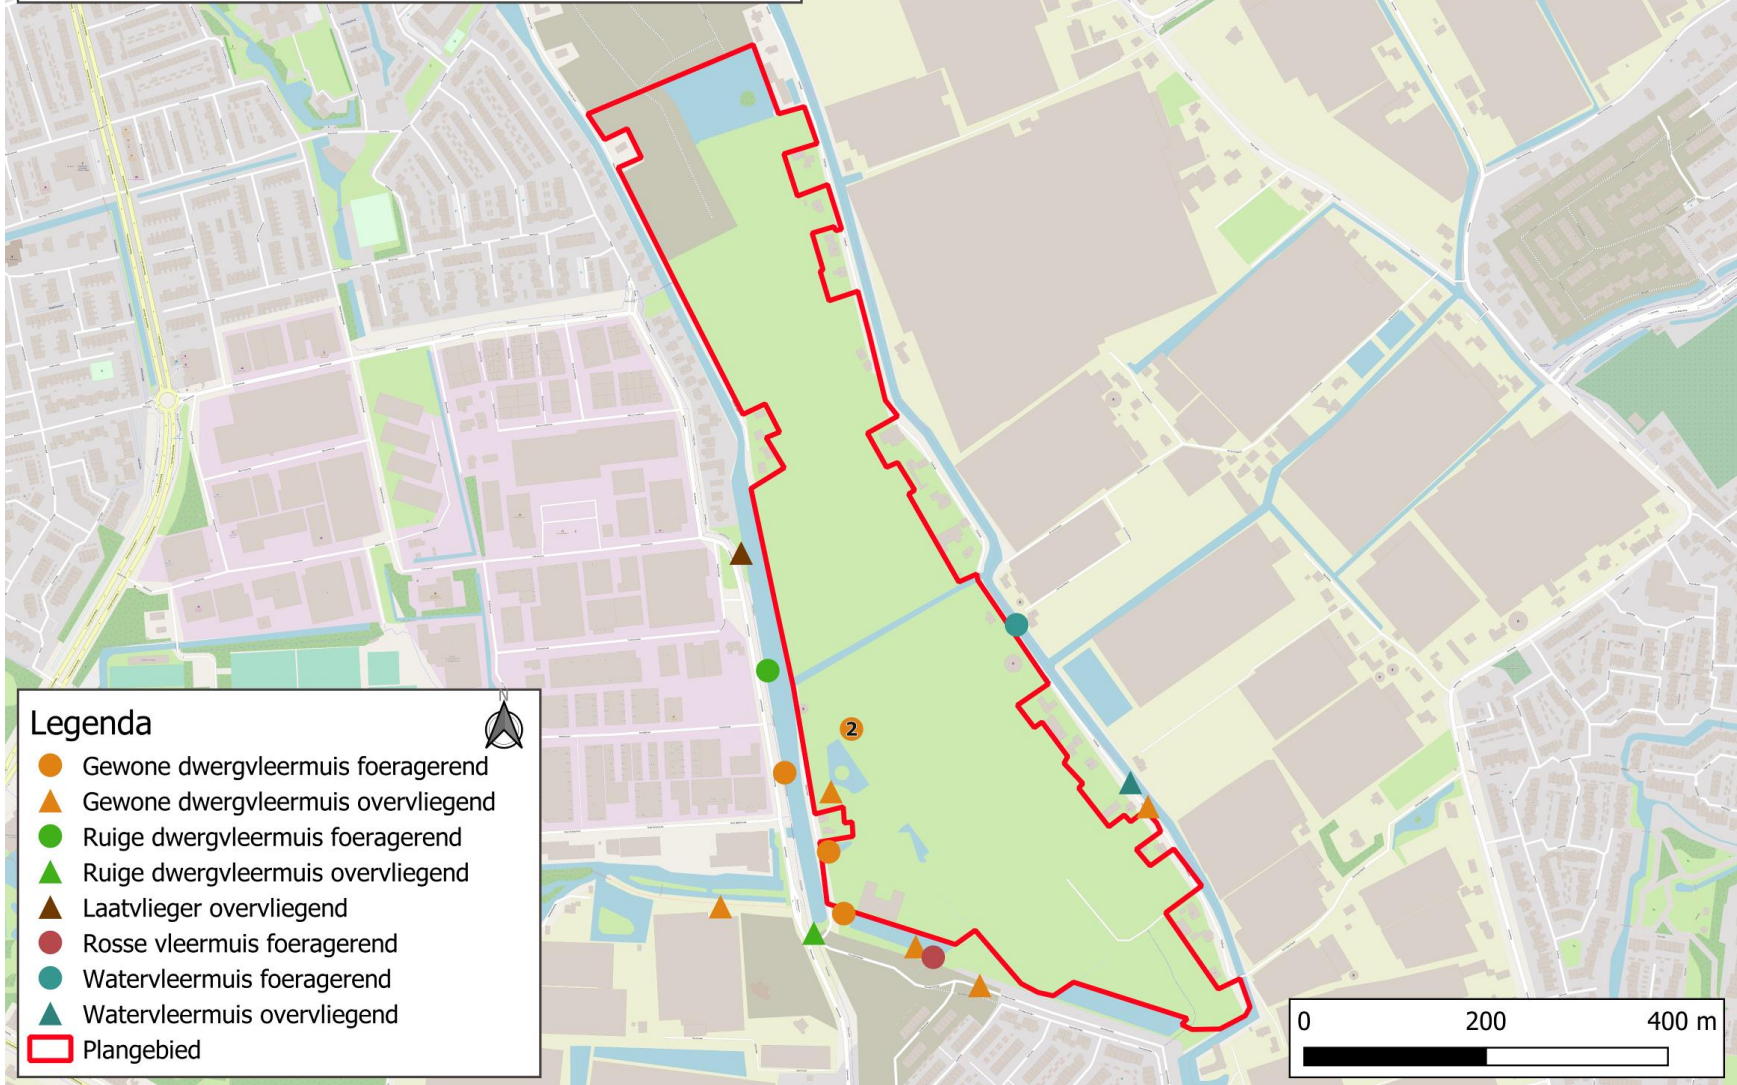 2
N
Legenda
Gewone dwergvleermuis foeragerend
Gewone dwergvleermuis overvliegend
Ruige dwergvleermuis foeragerend
Ruige dwergvleermuis overvliegend
Laatvlieger overvliegend
Rosse vleermuis foeragerend
Watervleermuis foeragerend
Watervleermuis overvliegend
Plangebied
0 200 400 m